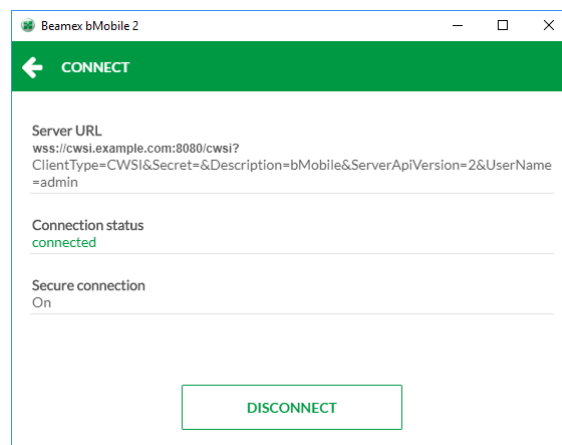 Beamex bMobile 2
CONNECT
Server URL
wss://cwsi.example.com:8080/cwsi?
ClientType=CWSI&Secret=&Description=bMobile&ServerApiVersion=2&UserName
=admin
Connection status
connected
Secure connection
On
DISCONNECT